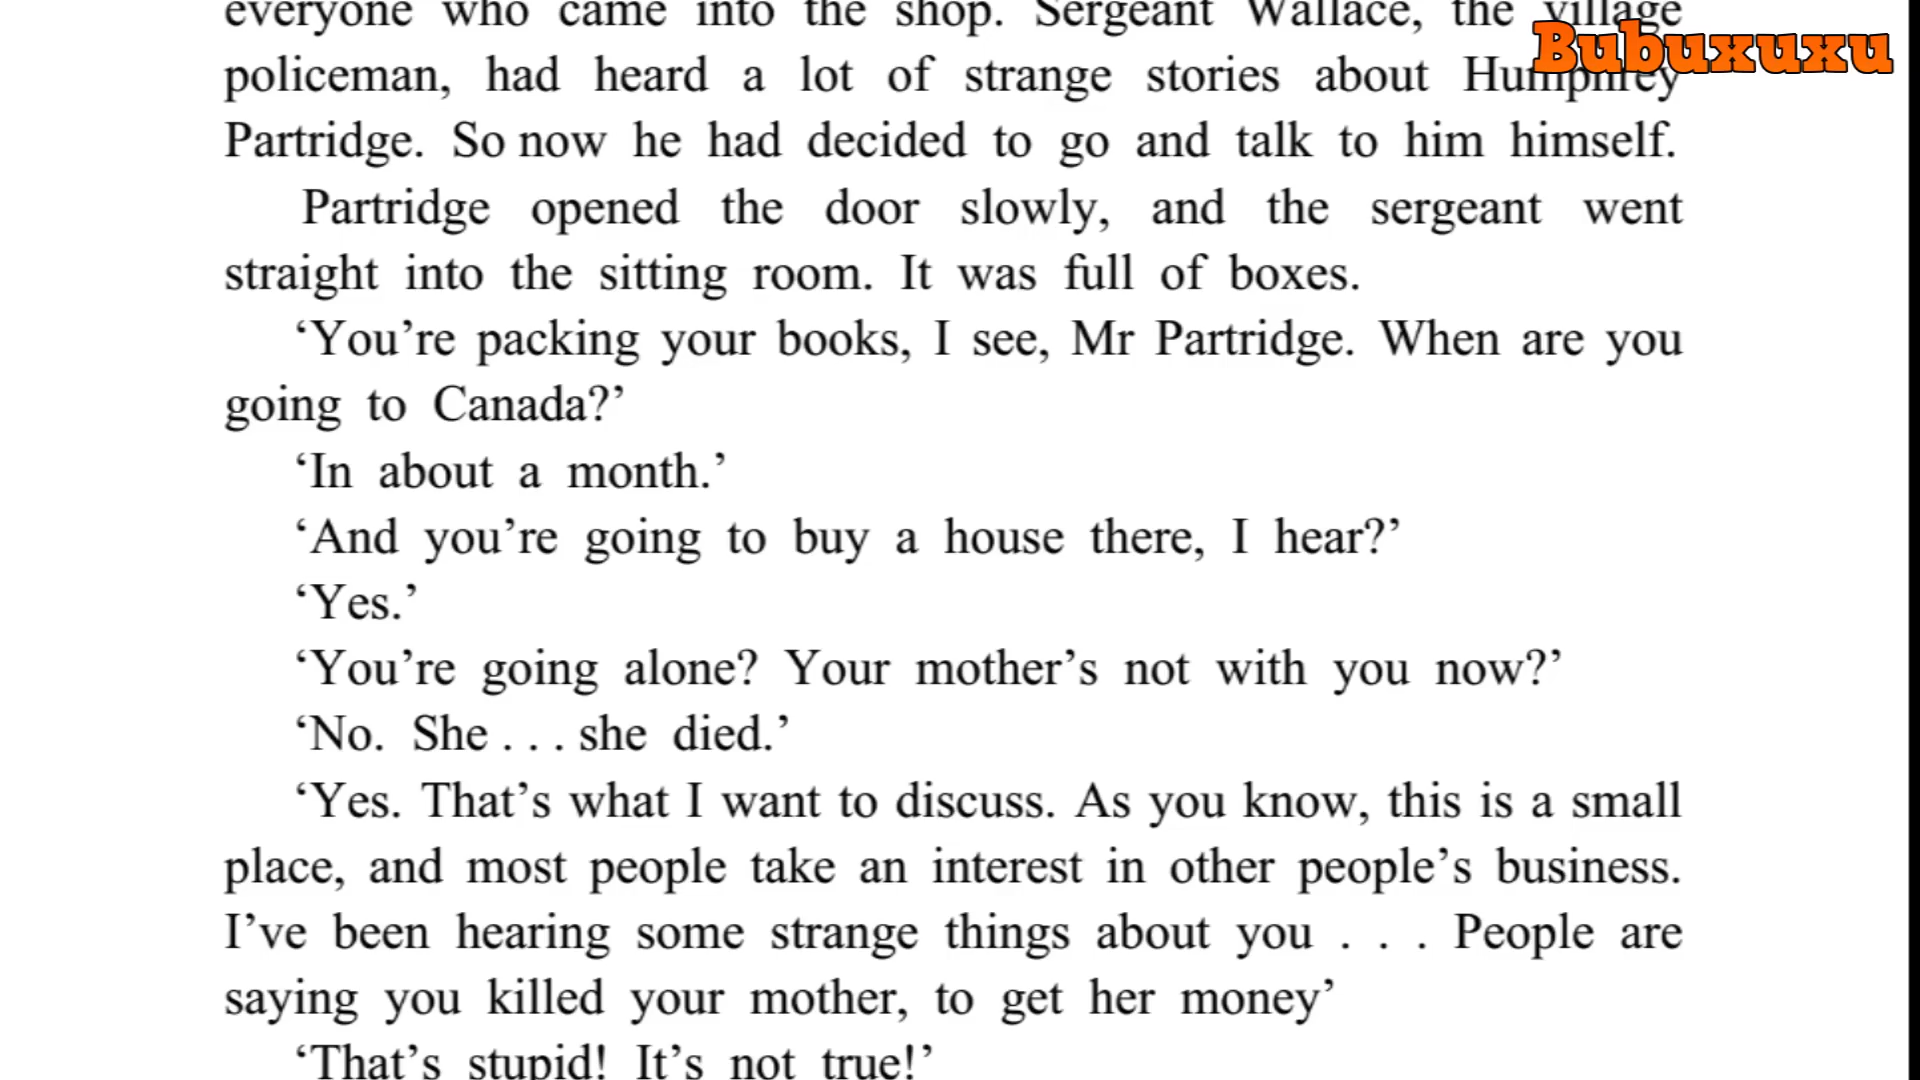 everyone who came into the shop. Sergeant Wallace, the village
Bubuxuxu
policeman, had heard a lot of strange stories about Humphrey
Partridge. So now he had decided to go and talk to him himself.
Partridge opened the door slowly, and the sergeant went
straight into the sitting room. It was full of boxes.
‘You’re packing your books, I see, Mr Partridge. When are you
going to Canada?’
‘In about a month.’
‘And you’re going to buy a house there, I hear?’
‘Yes.’
‘You’re going alone? Your mother’s not with you now?’
‘No. She . . . she died.’
‘Yes. That’s what I want to discuss. As you know, this is a small
place, and most people take an interest in other people’s business.
I’ve been hearing some strange things about you . . . People are
saying you killed your mother, to get her money’
‘That’s stupid! It’s not true!’